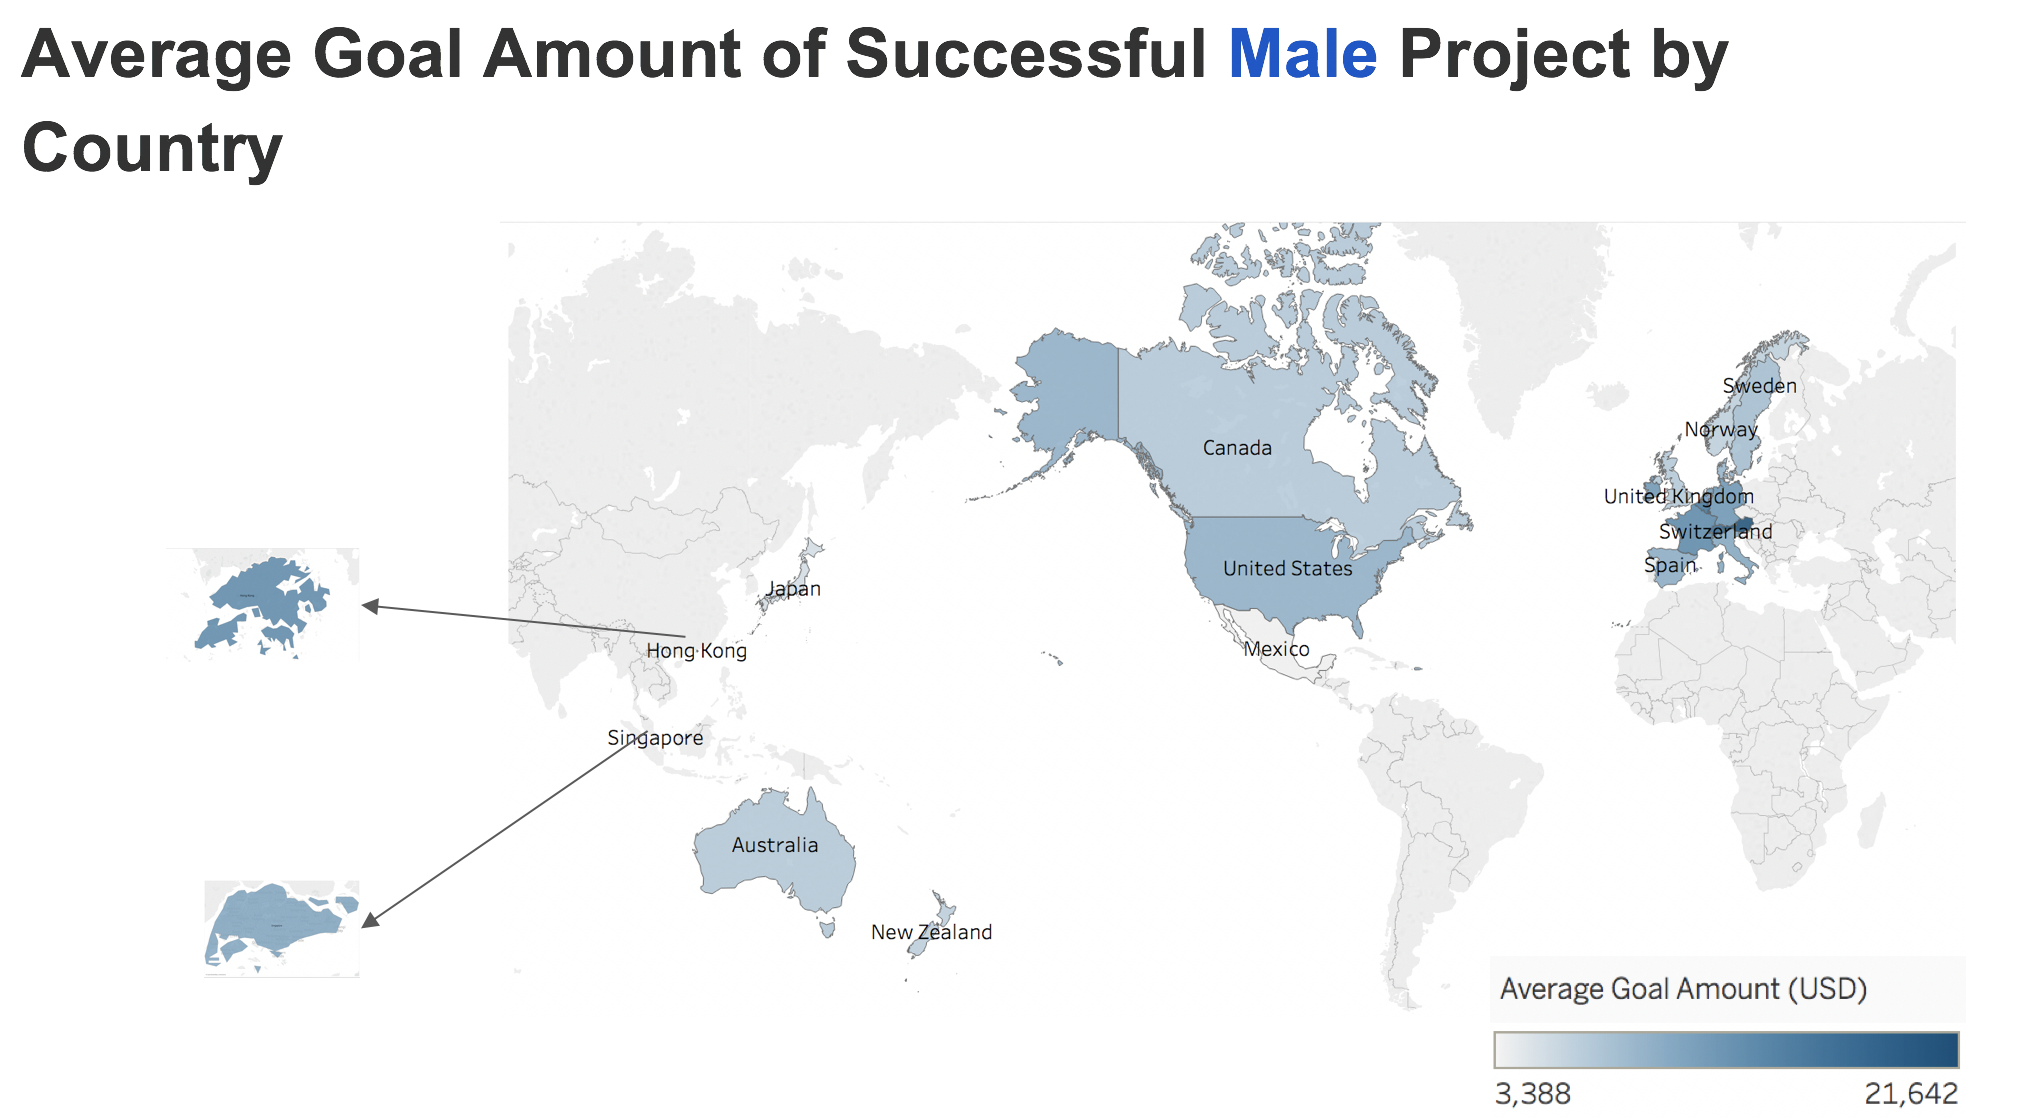 Average Goal Amount of Successful Male Project by
Country
Sweden
Norway
Canada
United Kingdom
Switzerland
Spain
United States
Japan
Hong Kong
Mexico
Singapore
Australia
New Zealand
Average Goal Amount (USD)
3,388 21,642